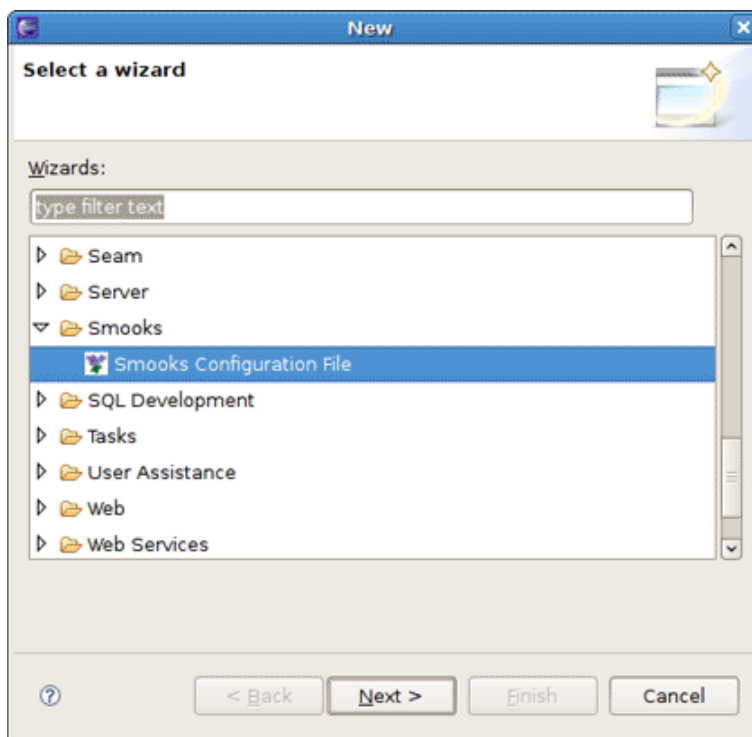 New
Select a wizard
Wizards:
type filter text
Seam
Server
Smooks
Smooks Configuration File
SQL Development
Tasks
User Assistance
Web
Web Services
< Back Next > Finish Cancel